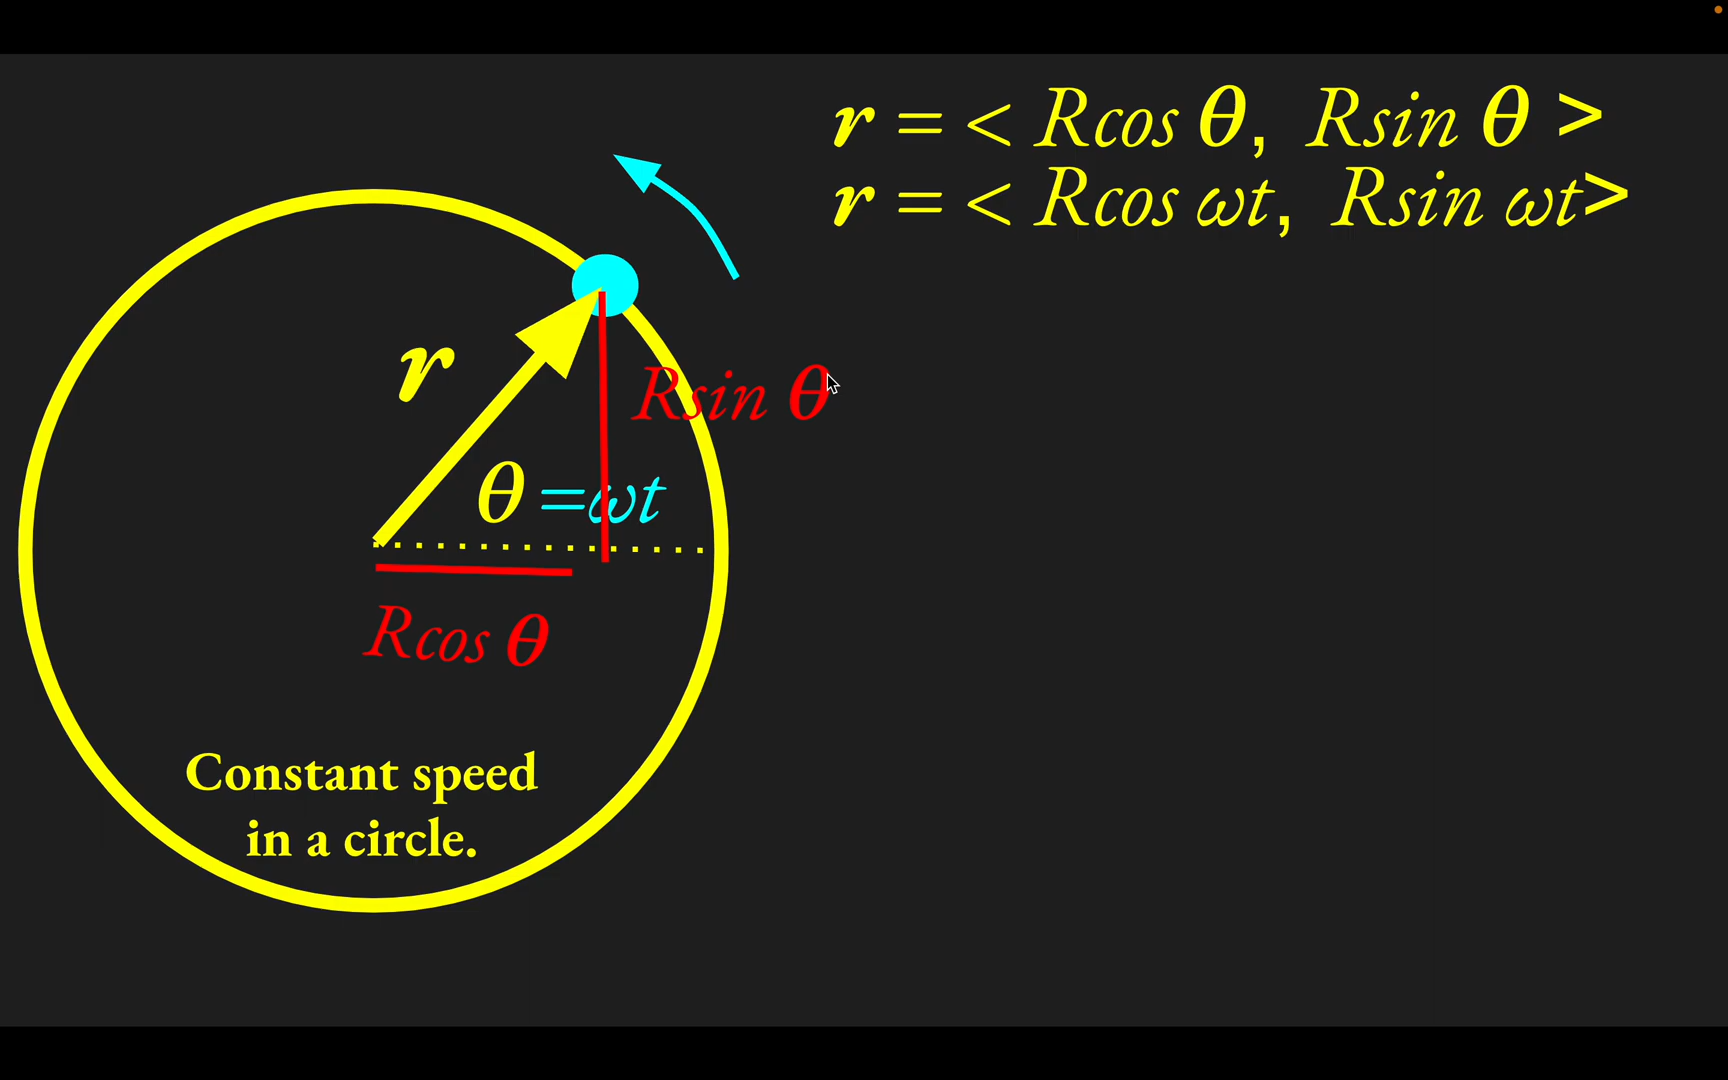 r = < Rcos θ, Rsin θ >
r = < Rcos ωt, Rsin ωt>
r
Rsin θ
θ =ωt
Rcos θ
Constant speed
in a circle.